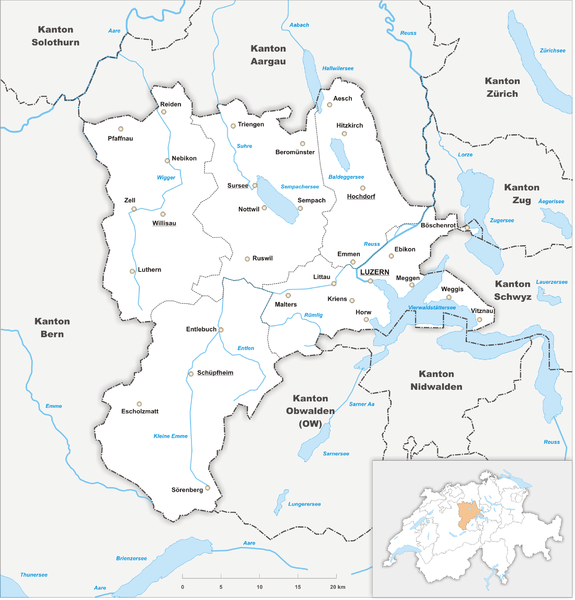 Kanton
Solothurn
Aare
Kanton
Aargau
Aabach
Hallwilersee
Reuss
Zürichsee
Kanton
Zürich
Reiden
Pfaffnau
Triengen
Suhre
Aesch
Hitzkirch
Beromünster
Nebikon
Wigger
Baldeggersee
Lorze
Sursee
Sempachersee
Hochdorf
Kanton
Zug
Zell
Willisau
Nottwil
Sempach
Ägerisee
Zugersee
Böschenrot
Reuss
Ebikon
Luthern
Ruswil
Emmen
Littau
LUZERN
Meggen
Weggis
Kanton
Schwyz
Lauerzersee
Malters
Kriens
Rümlig
Horw
Vierwaldstättersee
Vitznau
Kanton
Bern
Entlebuch
Entlen
Schüpfheim
Kanton
Nidwalden
Emme
Escholzmatt
Kanton
Obwalden
(OW)
Sarner Aa
Kleine Emme
Sarnersee
Reuss
Sörenberg
Lungerersee
Brienzersee
Aare
Thunersee
Aare
0 5 10 15 20 km